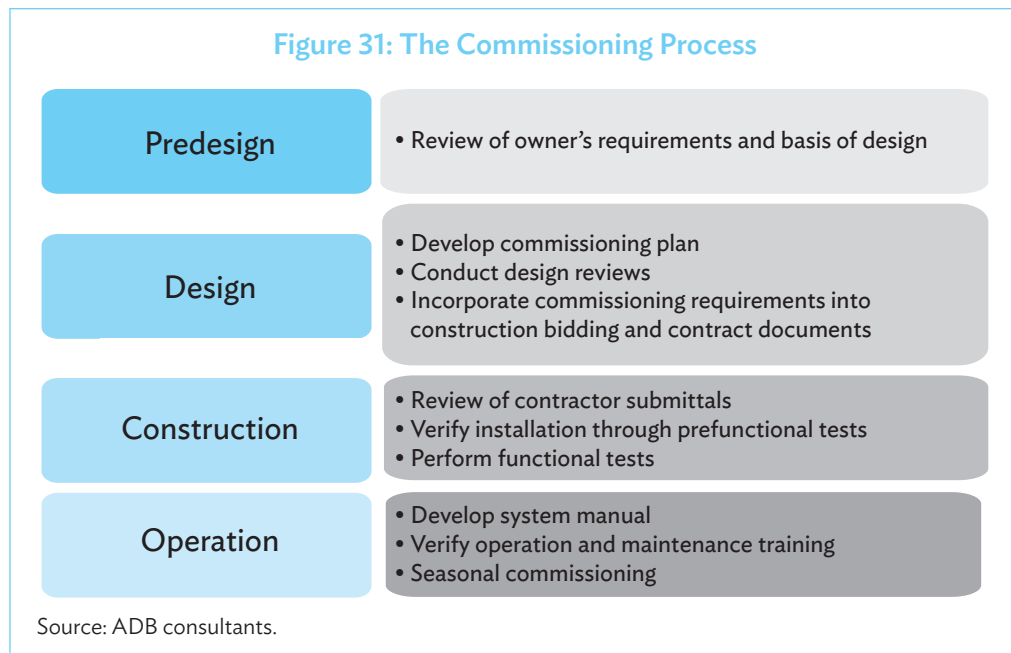 Figure 31: The Commissioning Process
Predesign
• Review of owner’s requirements and basis of design
Design
• Develop commissioning plan
• Conduct design reviews
• Incorporate commissioning requirements into
construction bidding and contract documents
Construction
• Review of contractor submittals
• Verify installation through prefunctional tests
• Perform functional tests
Operation
• Develop system manual
• Verify operation and maintenance training
• Seasonal commissioning
Source: ADB consultants.